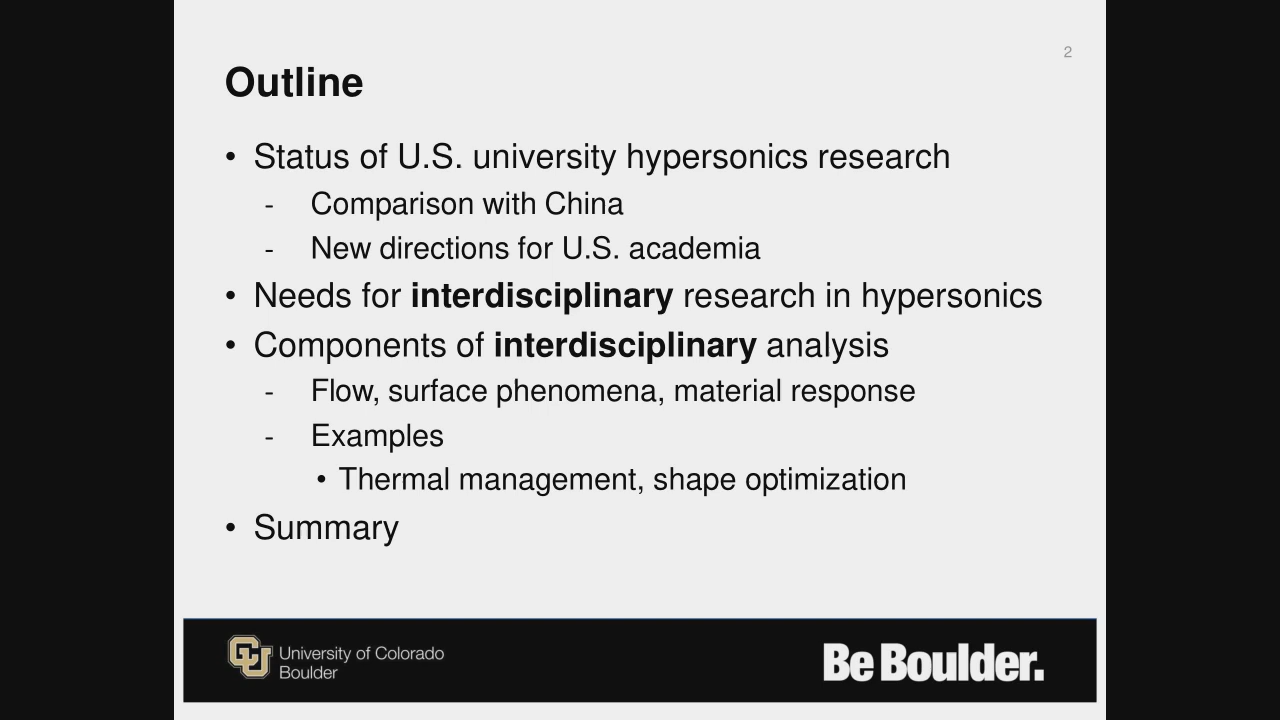 2
Outline
• Status of U.S. university hypersonics research
- Comparison with China
- New directions for U.S. academia
• Needs for interdisciplinary research in hypersonics
• Components of interdisciplinary analysis
- Flow, surface phenomena, material response
- Examples
• Thermal management, shape optimization
• Summary
CU
University of Colorado
Boulder
Be Boulder.